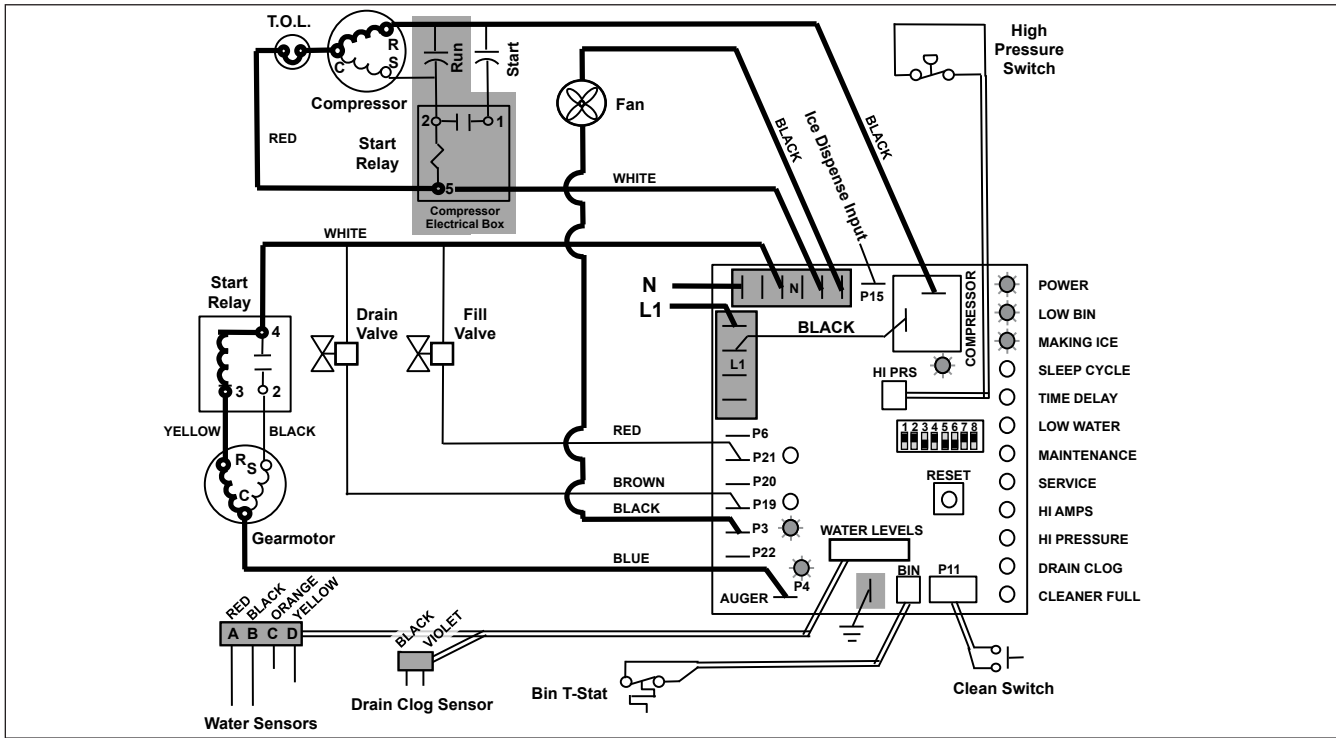 T.O.L.
R
C
S
Compressor
Run
Start
2
1
Start
Relay
5
Compressor
Electrical Box
RED
WHITE
Fan
BLACK
Ice Dispense Input
BLACK
High
Pressure
Switch
WHITE
Start
Relay
4
3
2
YELLOW
BLACK
R
S
C
Gearmotor
Drain
Valve
Fill
Valve
N
L1
N
P15
BLACK
L1
COMPRESSOR
HI PRS
1 2 3 4 5 6 7 8
RESET
RED
BROWN
BLACK
BLUE
P6
P21
P20
P19
P3
P22
P4
AUGER
WATER LEVELS
BIN
P11
POWER
LOW BIN
MAKING ICE
SLEEP CYCLE
TIME DELAY
LOW WATER
MAINTENANCE
SERVICE
HI AMPS
HI PRESSURE
DRAIN CLOG
CLEANER FULL
RED
BLACK
ORANGE
YELLOW
A B C D
Water Sensors
BLACK
VIOLET
Drain Clog Sensor
Bin T-Stat
Clean Switch